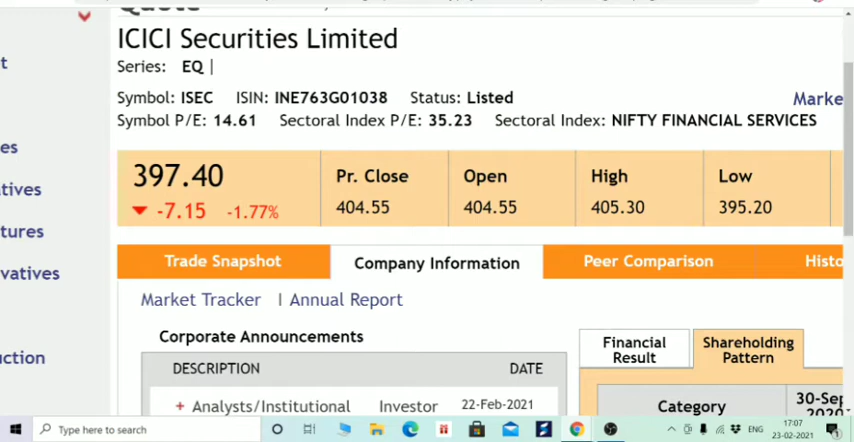 Quote
ICICI Securities Limited
Series: EQ |
Symbol: ISEC ISIN: INE763G01038 Status: Listed
Marke
Symbol P/E: 14.61 Sectoral Index P/E: 35.23 Sectoral Index: NIFTY FINANCIAL SERVICES
t
es
tives
tures
vatives
uction
397.40
-7.15 -1.77%
Pr. Close
404.55
Open
404.55
High
405.30
Low
395.20
Trade Snapshot
Company Information
Peer Comparison
Histo
Market Tracker | Annual Report
Corporate Announcements
DESCRIPTION DATE
+ Analysts/Institutional Investor 22-Feb-2021
Financial
Result
Shareholding
Pattern
Category
30-Sep
2020
Type here to search
ENG
17:07
23-02-2021